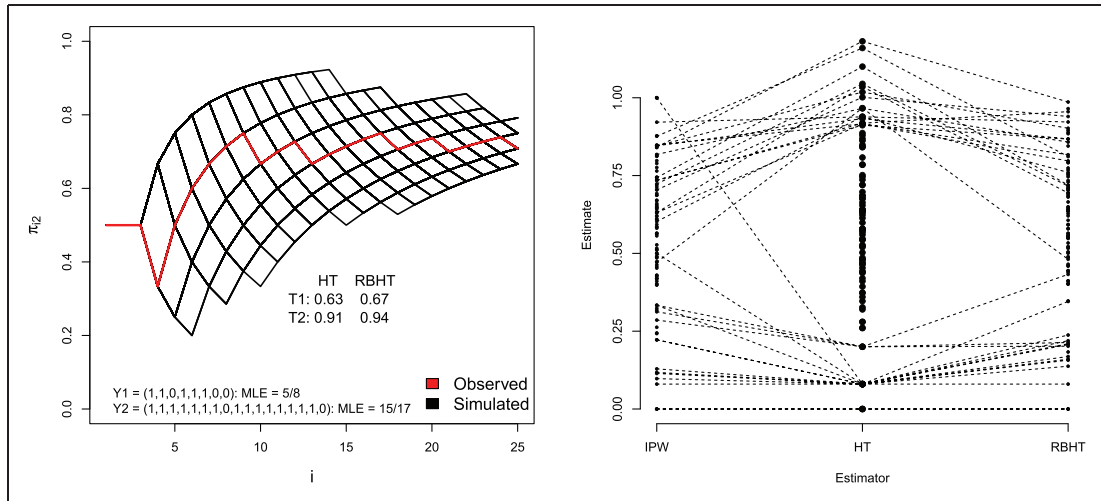 1.0
0.8
0.6
0.4
0.2
0.0
π_i2
HT RBHT
T1: 0.63 0.67
T2: 0.91 0.94
Y1 = (1,1,0,1,1,1,0,0): MLE = 5/8
Y2 = (1,1,1,1,1,1,1,0,1,1,1,1,1,1,1,1,0): MLE = 15/17
Observed
Simulated
5 10 15 20 25
i
1.00
0.75
0.50
0.25
0.00
Estimate
IPW HT RBHT
Estimator